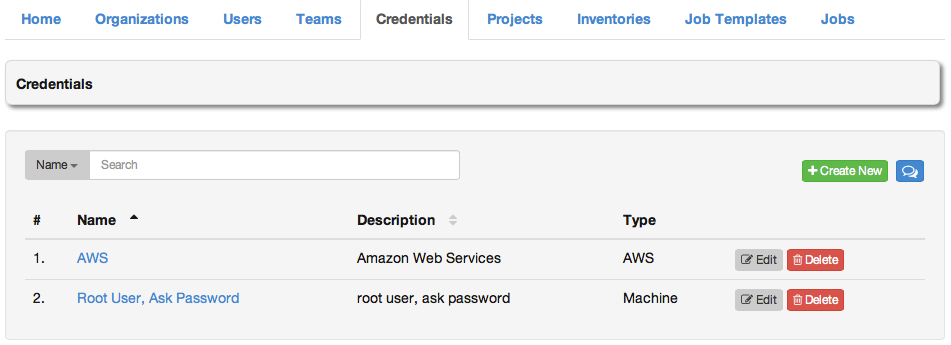 Home Organizations Users Teams Credentials Projects Inventories Job Templates Jobs
Credentials
Name Search
Create New
# Name Description Type
1. AWS Amazon Web Services AWS Edit Delete
2. Root User, Ask Password root user, ask password Machine Edit Delete